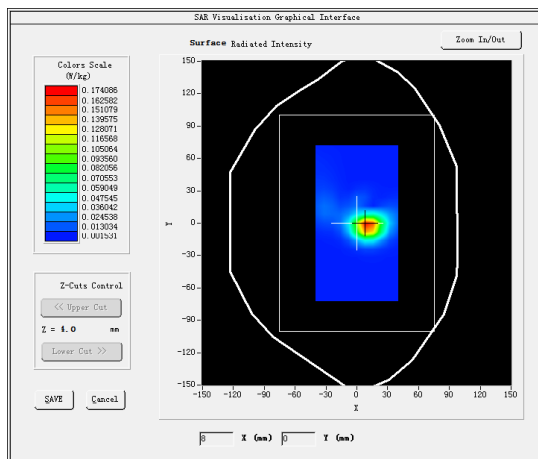 SAR Visualisation Graphical Interface
Surface Radiated Intensity
Zoom In/Out
Colors Scale
(W/kg)
0.174086
0.162582
0.151079
0.139575
0.128071
0.116568
0.105064
0.093560
0.082056
0.070553
0.059049
0.047545
0.036042
0.024538
0.013034
0.001531
Z-Cuts Control
<< Upper Cut
Z = 4.0 mm
Lower Cut >>
SAVE
Cancel
150
120
90
60
30
0
-30
-60
-90
-120
-150
Y
-150 -120 -90 -60 -30 0 30 60 90 120 150
X
8 X (mm) 0 Y (mm)